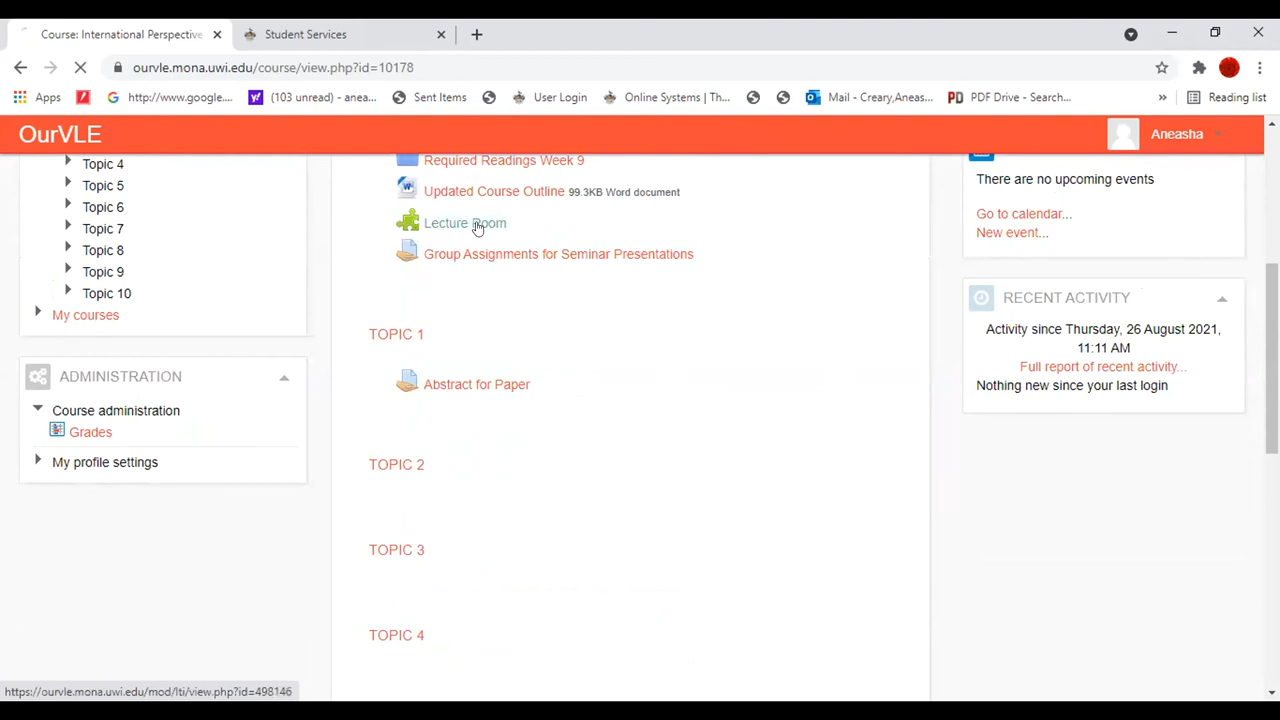 Course: International Perspective
Student Services
ourvle.mona.uwi.edu/course/view.php?id=10178
Apps
http://www.google....
(103 unread) - anea...
Sent Items
User Login
Online Systems | Th...
Mail - Creary,Aneas...
PDF Drive - Search...
»
Reading list
OurVLE
Aneasha
Topic 4
Topic 5
Topic 6
Topic 7
Topic 8
Topic 9
Topic 10
My courses
ADMINISTRATION
Course administration
Grades
My profile settings
Required Readings Week 9
Updated Course Outline 99.3KB Word document
Lecture Room
Group Assignments for Seminar Presentations
TOPIC 1
Abstract for Paper
TOPIC 2
TOPIC 3
TOPIC 4
There are no upcoming events
Go to calendar...
New event...
RECENT ACTIVITY
Activity since Thursday, 26 August 2021,
11:11 AM
Full report of recent activity...
Nothing new since your last login
https://ourvle.mona.uwi.edu/mod/lti/view.php?id=498146